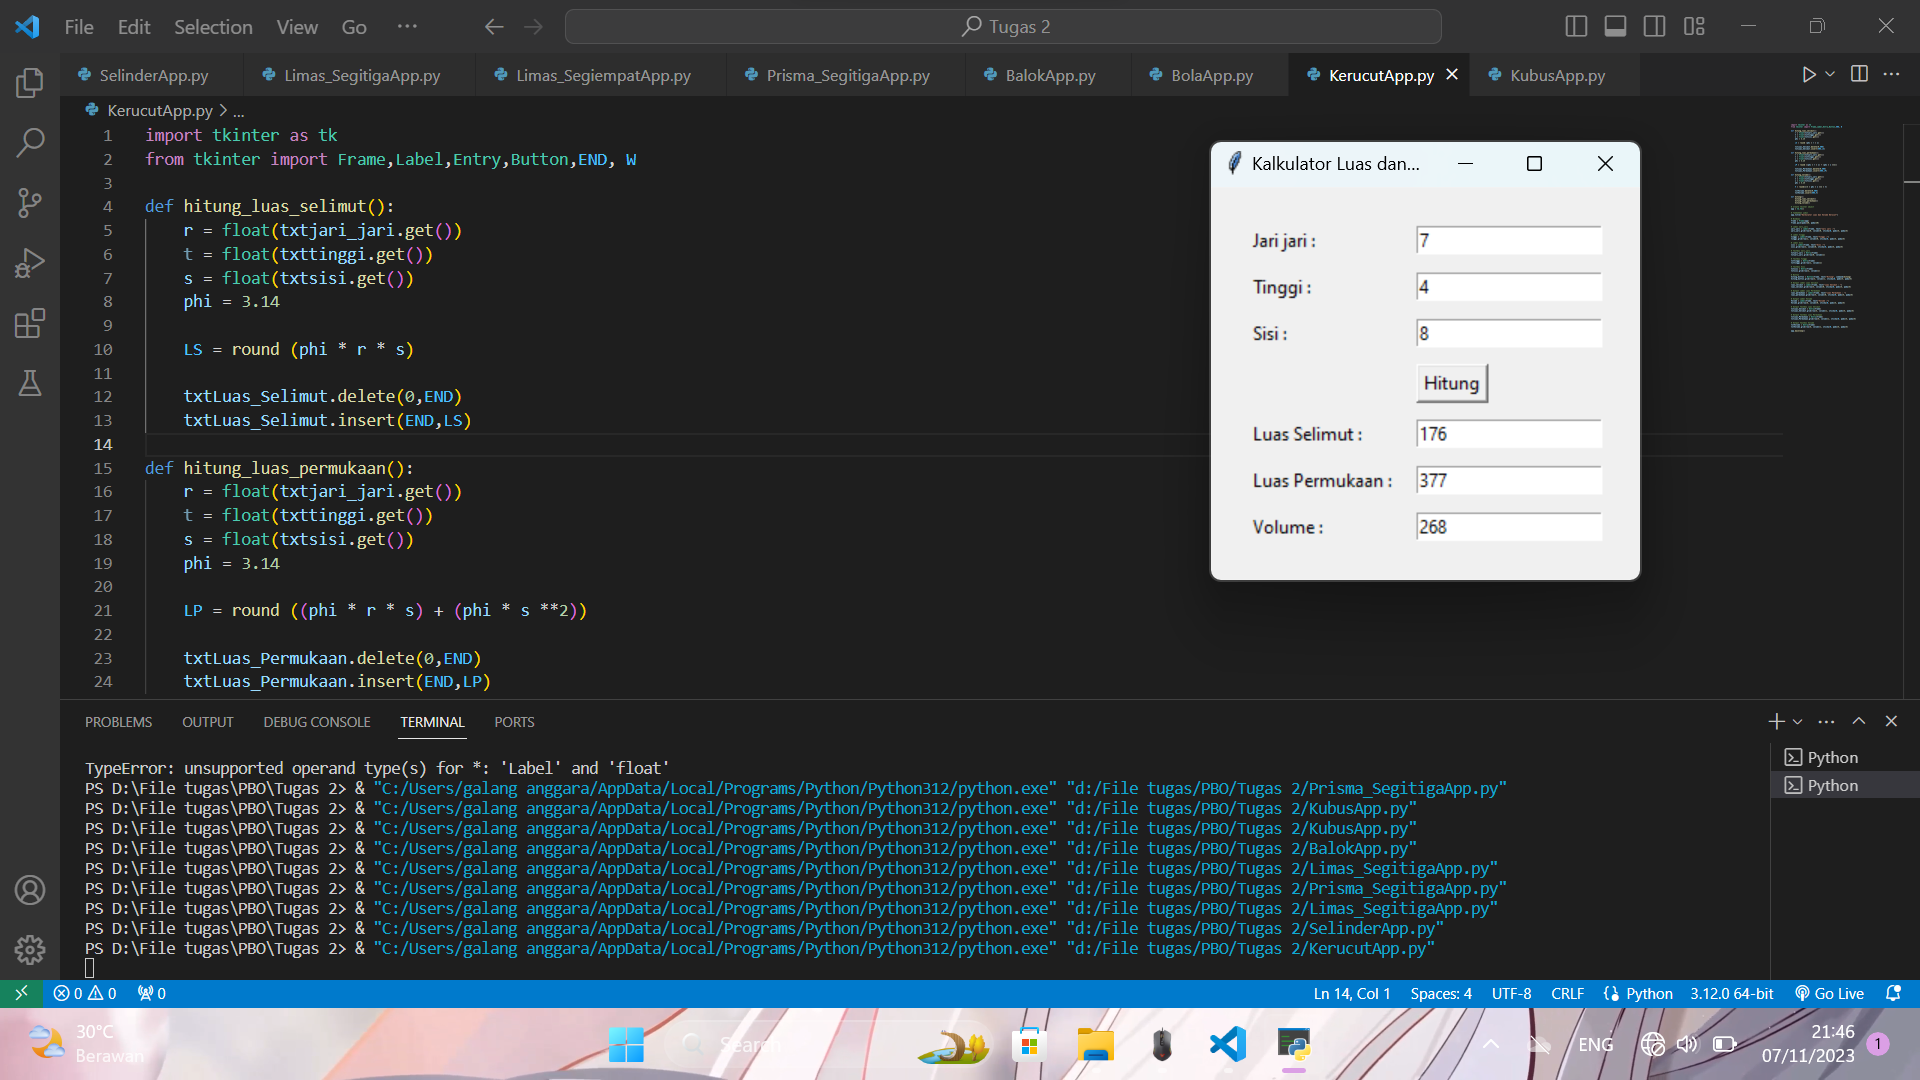 File Edit Selection View Go ···
Tugas 2
SelinderApp.py Limas_SegitigaApp.py Limas_SegiempatApp.py Prisma_SegitigaApp.py BalokApp.py BolaApp.py KerucutApp.py KubusApp.py
KerucutApp.py > ...
1 import tkinter as tk
2 from tkinter import Frame,Label,Entry,Button,END, W
3
4 def hitung_luas_selimut():
5 r = float(txtjari_jari.get())
6 t = float(txttinggi.get())
7 s = float(txtsisi.get())
8 phi = 3.14
9
10 LS = round (phi * r * s)
11
12 txtLuas_Selimut.delete(0,END)
13 txtLuas_Selimut.insert(END,LS)
14
15 def hitung_luas_permukaan():
16 r = float(txtjari_jari.get())
17 t = float(txttinggi.get())
18 s = float(txtsisi.get())
19 phi = 3.14
20
21 LP = round ((phi * r * s) + (phi * s **2))
22
23 txtLuas_Permukaan.delete(0,END)
24 txtLuas_Permukaan.insert(END,LP)
Kalkulator Luas dan...
Jari jari : 7
Tinggi : 4
Sisi : 8
Hitung
Luas Selimut : 176
Luas Permukaan : 377
Volume : 268
PROBLEMS OUTPUT DEBUG CONSOLE TERMINAL PORTS
TypeError: unsupported operand type(s) for *: 'Label' and 'float'
PS D:\File tugas\PBO\Tugas 2> & "C:/Users/galang anggara/AppData/Local/Programs/Python/Python312/python.exe" "d:/File tugas/PBO/Tugas 2/Prisma_SegitigaApp.py"
PS D:\File tugas\PBO\Tugas 2> & "C:/Users/galang anggara/AppData/Local/Programs/Python/Python312/python.exe" "d:/File tugas/PBO/Tugas 2/KubusApp.py"
PS D:\File tugas\PBO\Tugas 2> & "C:/Users/galang anggara/AppData/Local/Programs/Python/Python312/python.exe" "d:/File tugas/PBO/Tugas 2/KubusApp.py"
PS D:\File tugas\PBO\Tugas 2> & "C:/Users/galang anggara/AppData/Local/Programs/Python/Python312/python.exe" "d:/File tugas/PBO/Tugas 2/BalokApp.py"
PS D:\File tugas\PBO\Tugas 2> & "C:/Users/galang anggara/AppData/Local/Programs/Python/Python312/python.exe" "d:/File tugas/PBO/Tugas 2/Limas_SegitigaApp.py"
PS D:\File tugas\PBO\Tugas 2> & "C:/Users/galang anggara/AppData/Local/Programs/Python/Python312/python.exe" "d:/File tugas/PBO/Tugas 2/Prisma_SegitigaApp.py"
PS D:\File tugas\PBO\Tugas 2> & "C:/Users/galang anggara/AppData/Local/Programs/Python/Python312/python.exe" "d:/File tugas/PBO/Tugas 2/Limas_SegitigaApp.py"
PS D:\File tugas\PBO\Tugas 2> & "C:/Users/galang anggara/AppData/Local/Programs/Python/Python312/python.exe" "d:/File tugas/PBO/Tugas 2/SelinderApp.py"
PS D:\File tugas\PBO\Tugas 2> & "C:/Users/galang anggara/AppData/Local/Programs/Python/Python312/python.exe" "d:/File tugas/PBO/Tugas 2/KerucutApp.py"
Python
Python
0 0 0
Ln 14, Col 1 Spaces: 4 UTF-8 CRLF Python 3.12.0 64-bit Go Live
30°C
Berawan
Search
ENG
21:46
07/11/2023
1